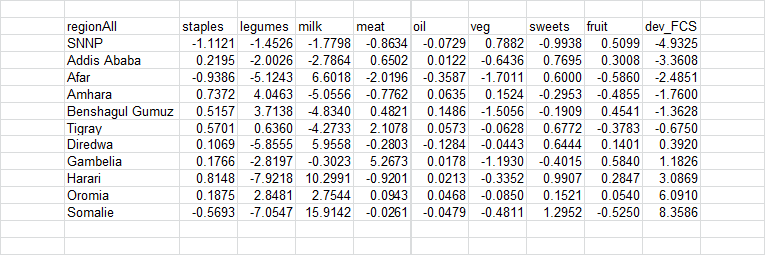 regionAll staples legumes milk meat oil veg sweets fruit dev_FCS
SNNP -1.1121 -1.4526 -1.7798 -0.8634 -0.0729 0.7882 -0.9938 0.5099 -4.9325
Addis Ababa 0.2195 -2.0026 -2.7864 0.6502 0.0122 -0.6436 0.7695 0.3008 -3.3608
Afar -0.9386 -5.1243 6.6018 -2.0196 -0.3587 -1.7011 0.6000 -0.5860 -2.4851
Amhara 0.7372 4.0463 -5.0556 -0.7762 0.0635 0.1524 -0.2953 -0.4855 -1.7600
Benshagul Gumuz 0.5157 3.7138 -4.8340 0.4821 0.1486 -1.5056 -0.1909 0.4541 -1.3628
Tigray 0.5701 0.6360 -4.2733 2.1078 0.0573 -0.0628 0.6772 -0.3783 -0.6750
Diredwa 0.1069 -5.8555 5.9558 -0.2803 -0.1284 -0.0443 0.6444 0.1401 0.3920
Gambelia 0.1766 -2.8197 -0.3023 5.2673 0.0178 -1.1930 -0.4015 0.5840 1.1826
Harari 0.8148 -7.9218 10.2991 -0.9201 0.0213 -0.3352 0.9907 0.2847 3.0869
Oromia 0.1875 2.8481 2.7544 0.0943 0.0468 -0.0850 0.1521 0.0540 6.0910
Somalie -0.5693 -7.0547 15.9142 -0.0261 -0.0479 -0.4811 1.2952 -0.5250 8.3586